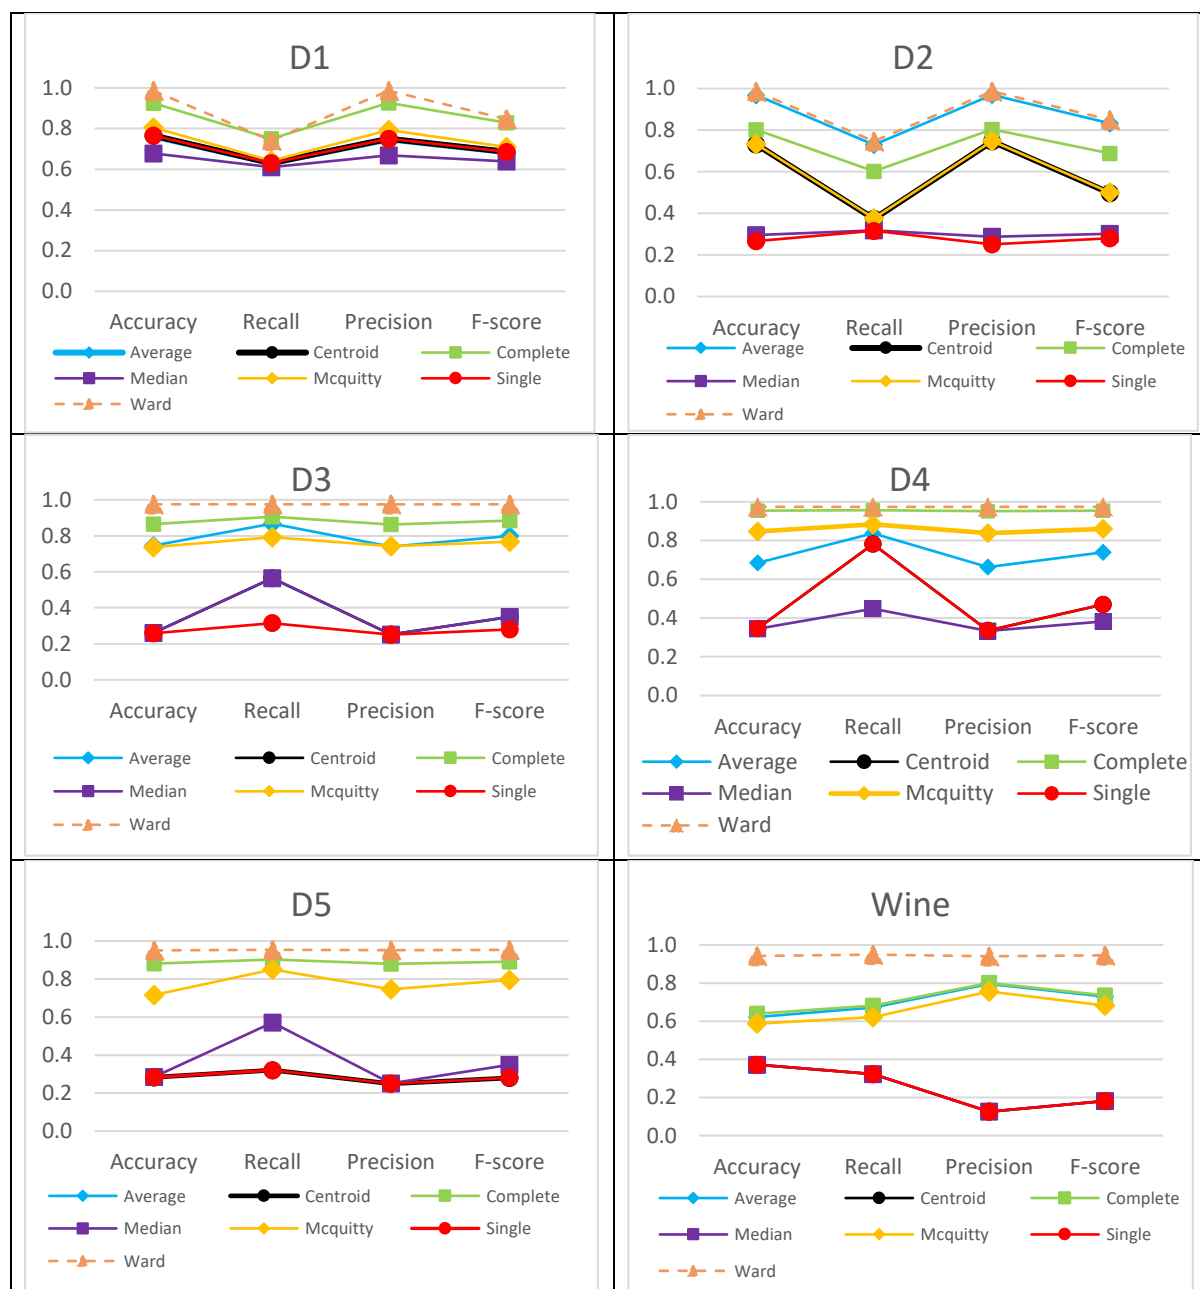 D1
1.0
0.8
0.6
0.4
0.2
0.0
Accuracy Recall Precision F-score
Average Centroid Complete
Median Mcquitty Single
Ward
D2
1.0
0.8
0.6
0.4
0.2
0.0
Accuracy Recall Precision F-score
Average Centroid Complete
Median Mcquitty Single
Ward
D3
1.0
0.8
0.6
0.4
0.2
0.0
Accuracy Recall Precision F-score
Average Centroid Complete
Median Mcquitty Single
Ward
D4
1.0
0.8
0.6
0.4
0.2
0.0
Accuracy Recall Precision F-score
Average Centroid Complete
Median Mcquitty Single
Ward
D5
1.0
0.8
0.6
0.4
0.2
0.0
Accuracy Recall Precision F-score
Average Centroid Complete
Median Mcquitty Single
Ward
Wine
1.0
0.8
0.6
0.4
0.2
0.0
Accuracy Recall Precision F-score
Average Centroid Complete
Median Mcquitty Single
Ward